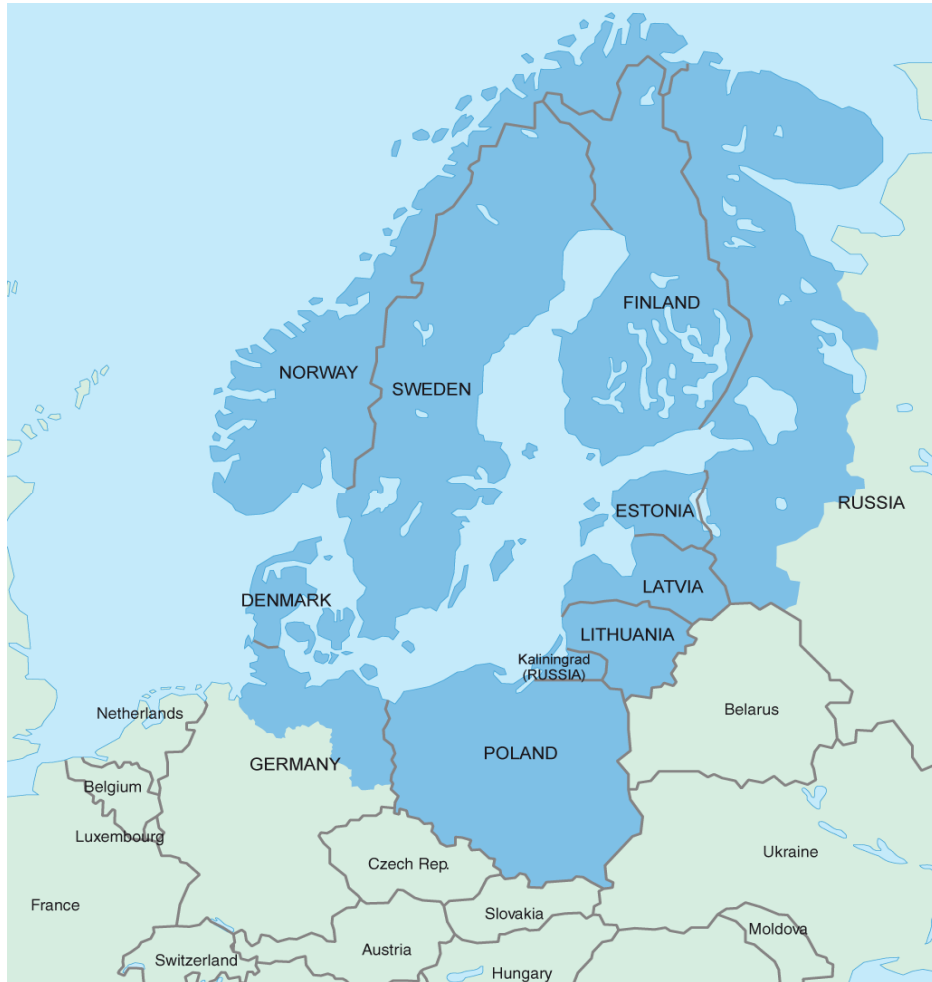 FINLAND
NORWAY
SWEDEN
RUSSIA
ESTONIA
LATVIA
DENMARK
LITHUANIA
Kaliningrad
(RUSSIA)
Netherlands
Belarus
POLAND
GERMANY
Belgium
Luxembourg
Ukraine
Czech Rep.
France
Slovakia
Moldova
Austria
Switzerland
Hungary